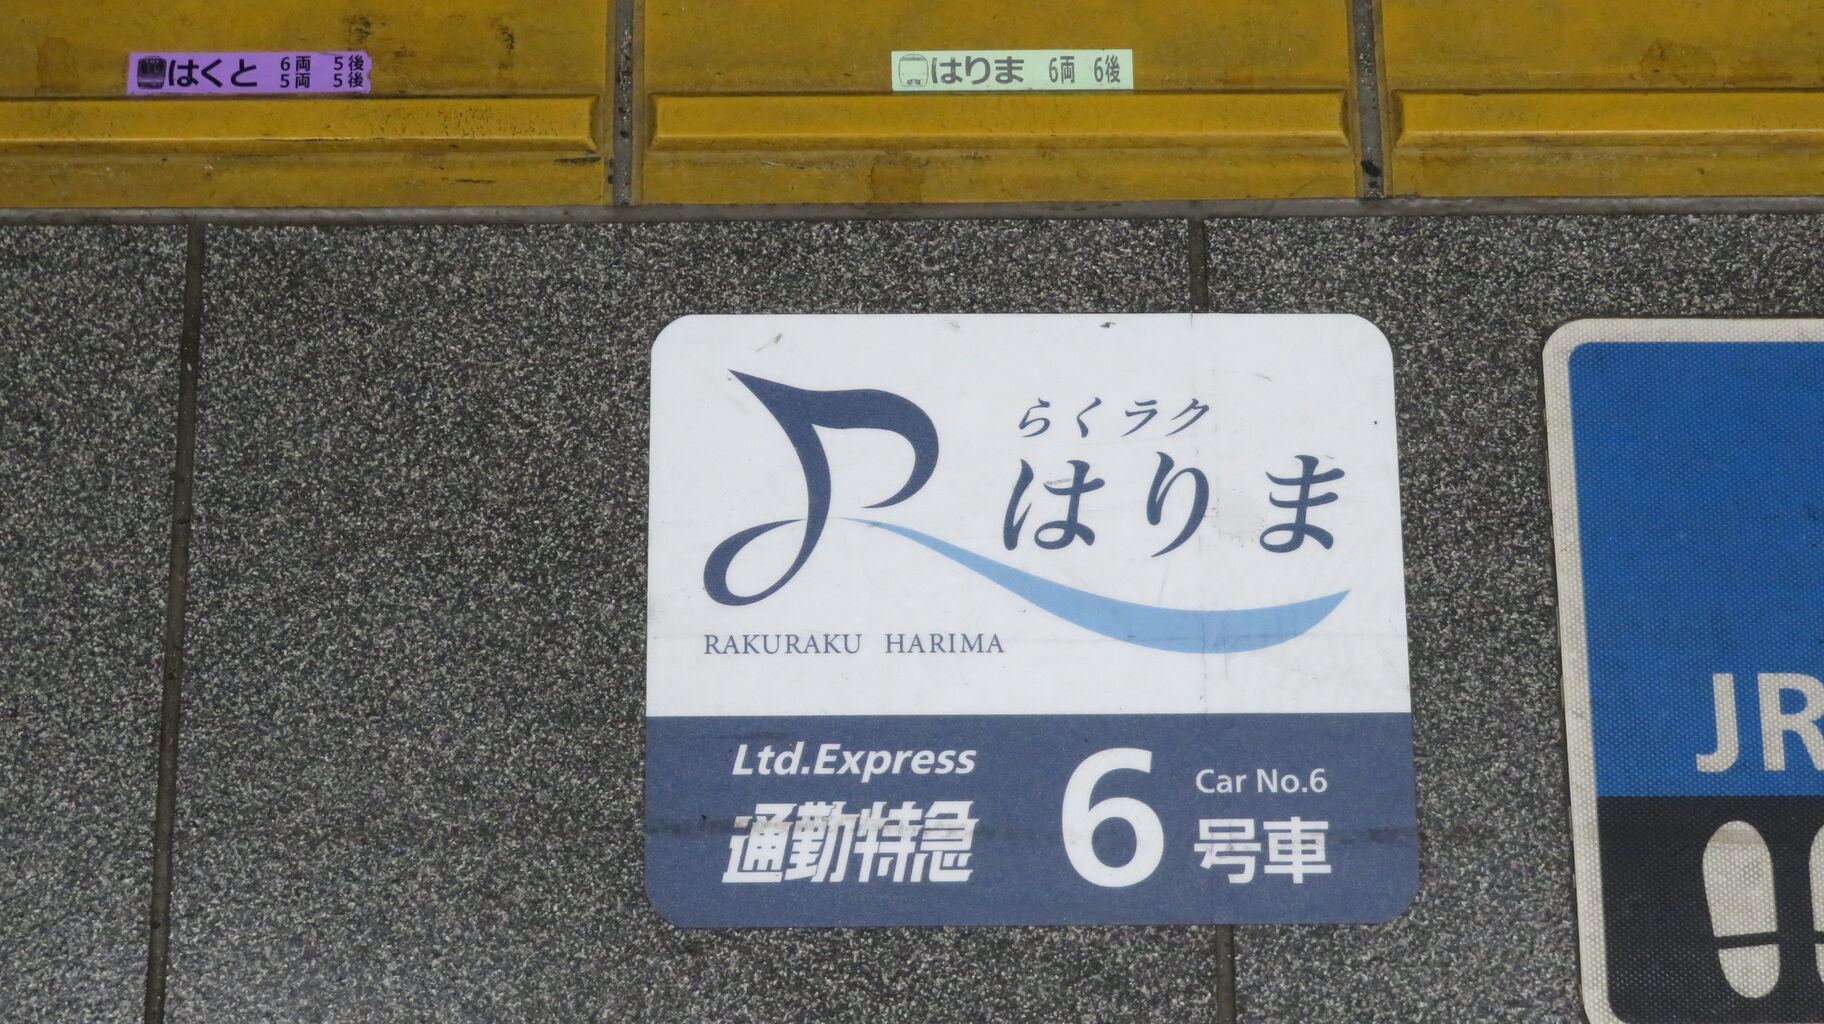 はくと 6両 5後
5両 5後
はりま 6両 6後
らくラク
はりま
RAKURAKU HARIMA
Ltd.Express
通勤特急
6
Car No.6
号車
JR